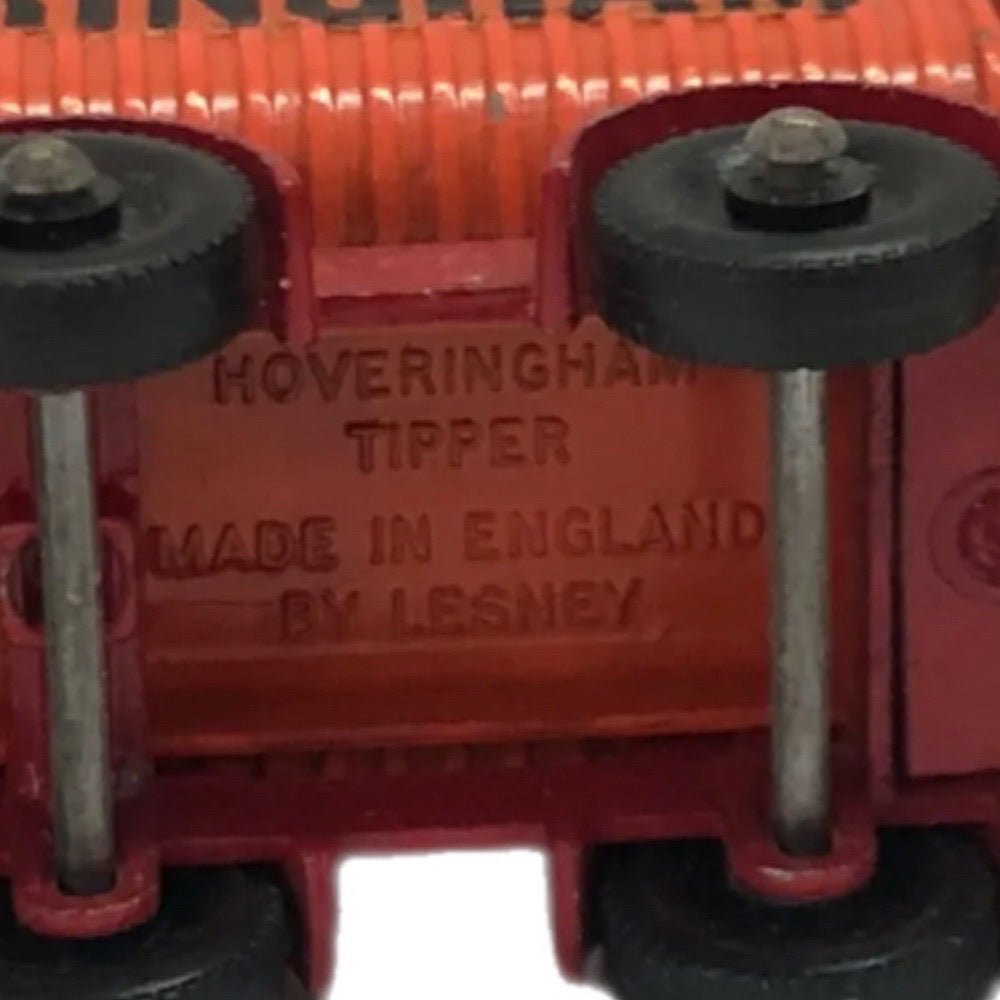 HOVERINGHAM
TIPPER
MADE IN ENGLAND
BY LESNEY